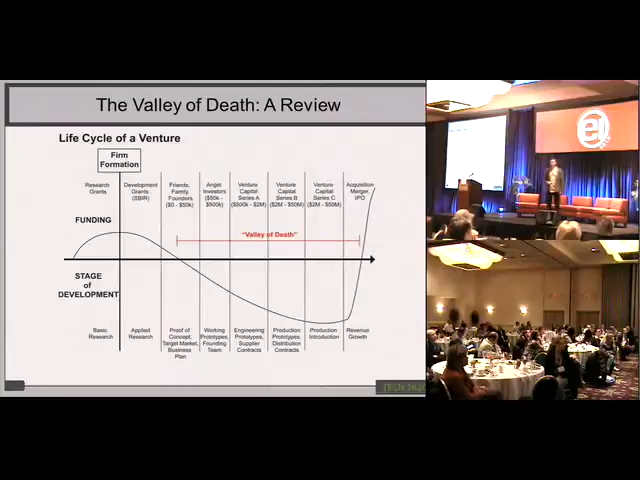 The Valley of Death: A Review
Life Cycle of a Venture
Firm
Formation
Research
Grants
Development
Grants
(SBIR)
Friends,
Family,
Founders
($0 - $50k)
Angel
Investors
($50k -
$500k)
Venture
Capital
Series A
($500k - $2M)
Venture
Capital
Series B
($2M - $50M)
Venture
Capital
Series C
($2M - $50M)
Acquisition
Merger,
IPO
FUNDING
"Valley of Death"
STAGE
of
DEVELOPMENT
Basic
Research
Applied
Research
Proof of
Concept,
Target Market,
Business
Plan
Working
Prototypes,
Founding
Team
Engineering
Prototypes,
Supplier
Contracts
Production
Prototypes,
Distribution
Contracts
Production
Introduction
Revenue
Growth